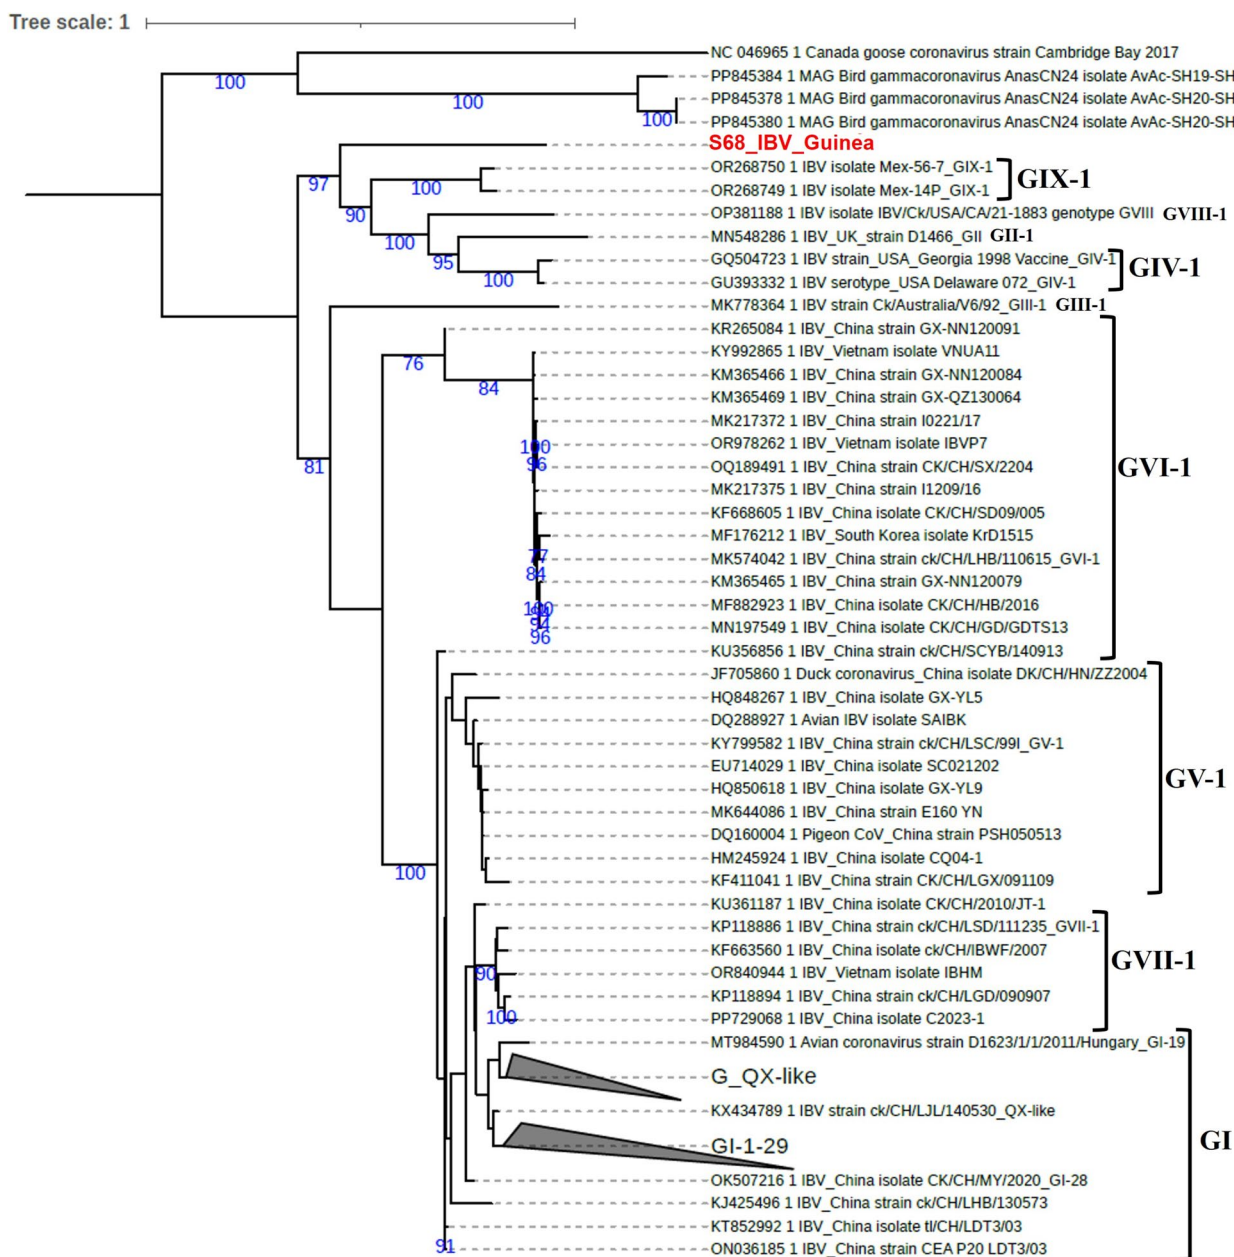 Tree scale: 1
NC 046965 1 Canada goose coronavirus strain Cambridge Bay 2017
100
PP845384 1 MAG Bird gammacoronavirus AnasCN24 isolate AvAc-SH19-SH
100
PP845378 1 MAG Bird gammacoronavirus AnasCN24 isolate AvAc-SH20-SH
100
PP845380 1 MAG Bird gammacoronavirus AnasCN24 isolate AvAc-SH20-SH
S68_IBV_Guinea
97
OR268750 1 IBV isolate Mex-56-7_GIX-1
GIX-1
100
OR268749 1 IBV isolate Mex-14P_GIX-1
90
OP381188 1 IBV isolate IBV/Ck/USA/CA/21-1883 genotype GVIII GVIII-1
100
MN548286 1 IBV_UK_strain D1466_GII GII-1
95
GQ504723 1 IBV strain_USA_Georgia 1998 Vaccine_GIV-1
GIV-1
100
GU393332 1 IBV serotype_USA Delaware 072_GIV-1
MK778364 1 IBV strain Ck/Australia/V6/92_GIII-1 GIII-1
KR265084 1 IBV_China strain GX-NN120091
KY992865 1 IBV_Vietnam isolate VNUA11
76
KM365466 1 IBV_China strain GX-NN120084
84
KM365469 1 IBV_China strain GX-QZ130064
MK217372 1 IBV_China strain I0221/17
100
OR978262 1 IBV_Vietnam isolate IBVP7
81
96
OQ189491 1 IBV_China strain CK/CH/SX/2204
GVI-1
MK217375 1 IBV_China strain I1209/16
KF668605 1 IBV_China isolate CK/CH/SD09/005
MF176212 1 IBV_South Korea isolate KrD1515
77
MK574042 1 IBV_China strain ck/CH/LHB/110615_GVI-1
84
KM365465 1 IBV_China strain GX-NN120079
100
MF882923 1 IBV_China isolate CK/CH/HB/2016
94
MN197549 1 IBV_China isolate CK/CH/GD/GDTS13
96
KU356856 1 IBV_China strain ck/CH/SCYB/140913
JF705860 1 Duck coronavirus_China isolate DK/CH/HN/ZZ2004
HQ848267 1 IBV_China isolate GX-YL5
DQ288927 1 Avian IBV isolate SAIBK
KY799582 1 IBV_China strain ck/CH/LSC/99I_GV-1
EU714029 1 IBV_China isolate SC021202
GV-1
HQ850618 1 IBV_China isolate GX-YL9
MK644086 1 IBV_China strain E160 YN
DQ160004 1 Pigeon CoV_China strain PSH050513
HM245924 1 IBV_China isolate CQ04-1
100
KF411041 1 IBV_China strain CK/CH/LGX/091109
KU361187 1 IBV_China isolate CK/CH/2010/JT-1
KP118886 1 IBV_China strain ck/CH/LSD/111235_GVII-1
KF663560 1 IBV_China isolate ck/CH/IBWF/2007
GVII-1
90
OR840944 1 IBV_Vietnam isolate IBHM
KP118894 1 IBV_China strain ck/CH/LGD/090907
100
PP729068 1 IBV_China isolate C2023-1
MT984590 1 Avian coronavirus strain D1623/1/1/2011/Hungary_GI-19
G_QX-like
KX434789 1 IBV strain ck/CH/LJL/140530_QX-like
GI
GI-1-29
OK507216 1 IBV_China isolate CK/CH/MY/2020_GI-28
KJ425496 1 IBV_China strain ck/CH/LHB/130573
KT852992 1 IBV_China isolate tl/CH/LDT3/03
91
ON036185 1 IBV_China strain CEA P20 LDT3/03